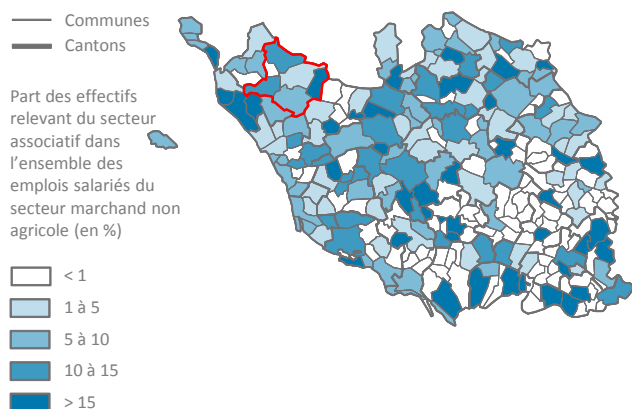 Communes
Cantons
Part des effectifs
relevant du secteur
associatif dans
l'ensemble des
emplois salariés du
secteur marchand non
agricole (en %)
< 1
1 à 5
5 à 10
10 à 15
> 15